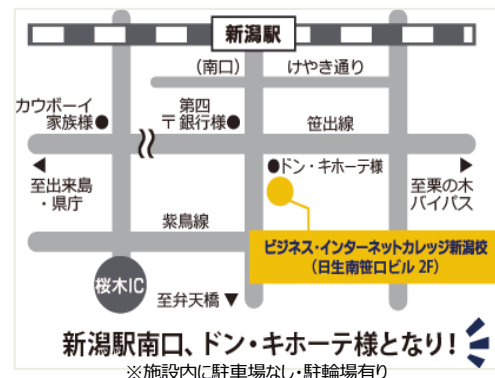 新潟駅
(南口)
けやき通り
カウボーイ
家族様●
第四
〒銀行様●
笹出線
●ドン・キホーテ様
◀
至出来島
・県庁
▶
至栗の木
バイパス
紫鳥線
ビジネス・インターネットカレッジ新潟校
(日生南笹口ビル 2F)
桜木IC
至弁天橋▼
新潟駅南口、ドン・キホーテ様となり!
※施設内に駐車場なし・駐輪場有り